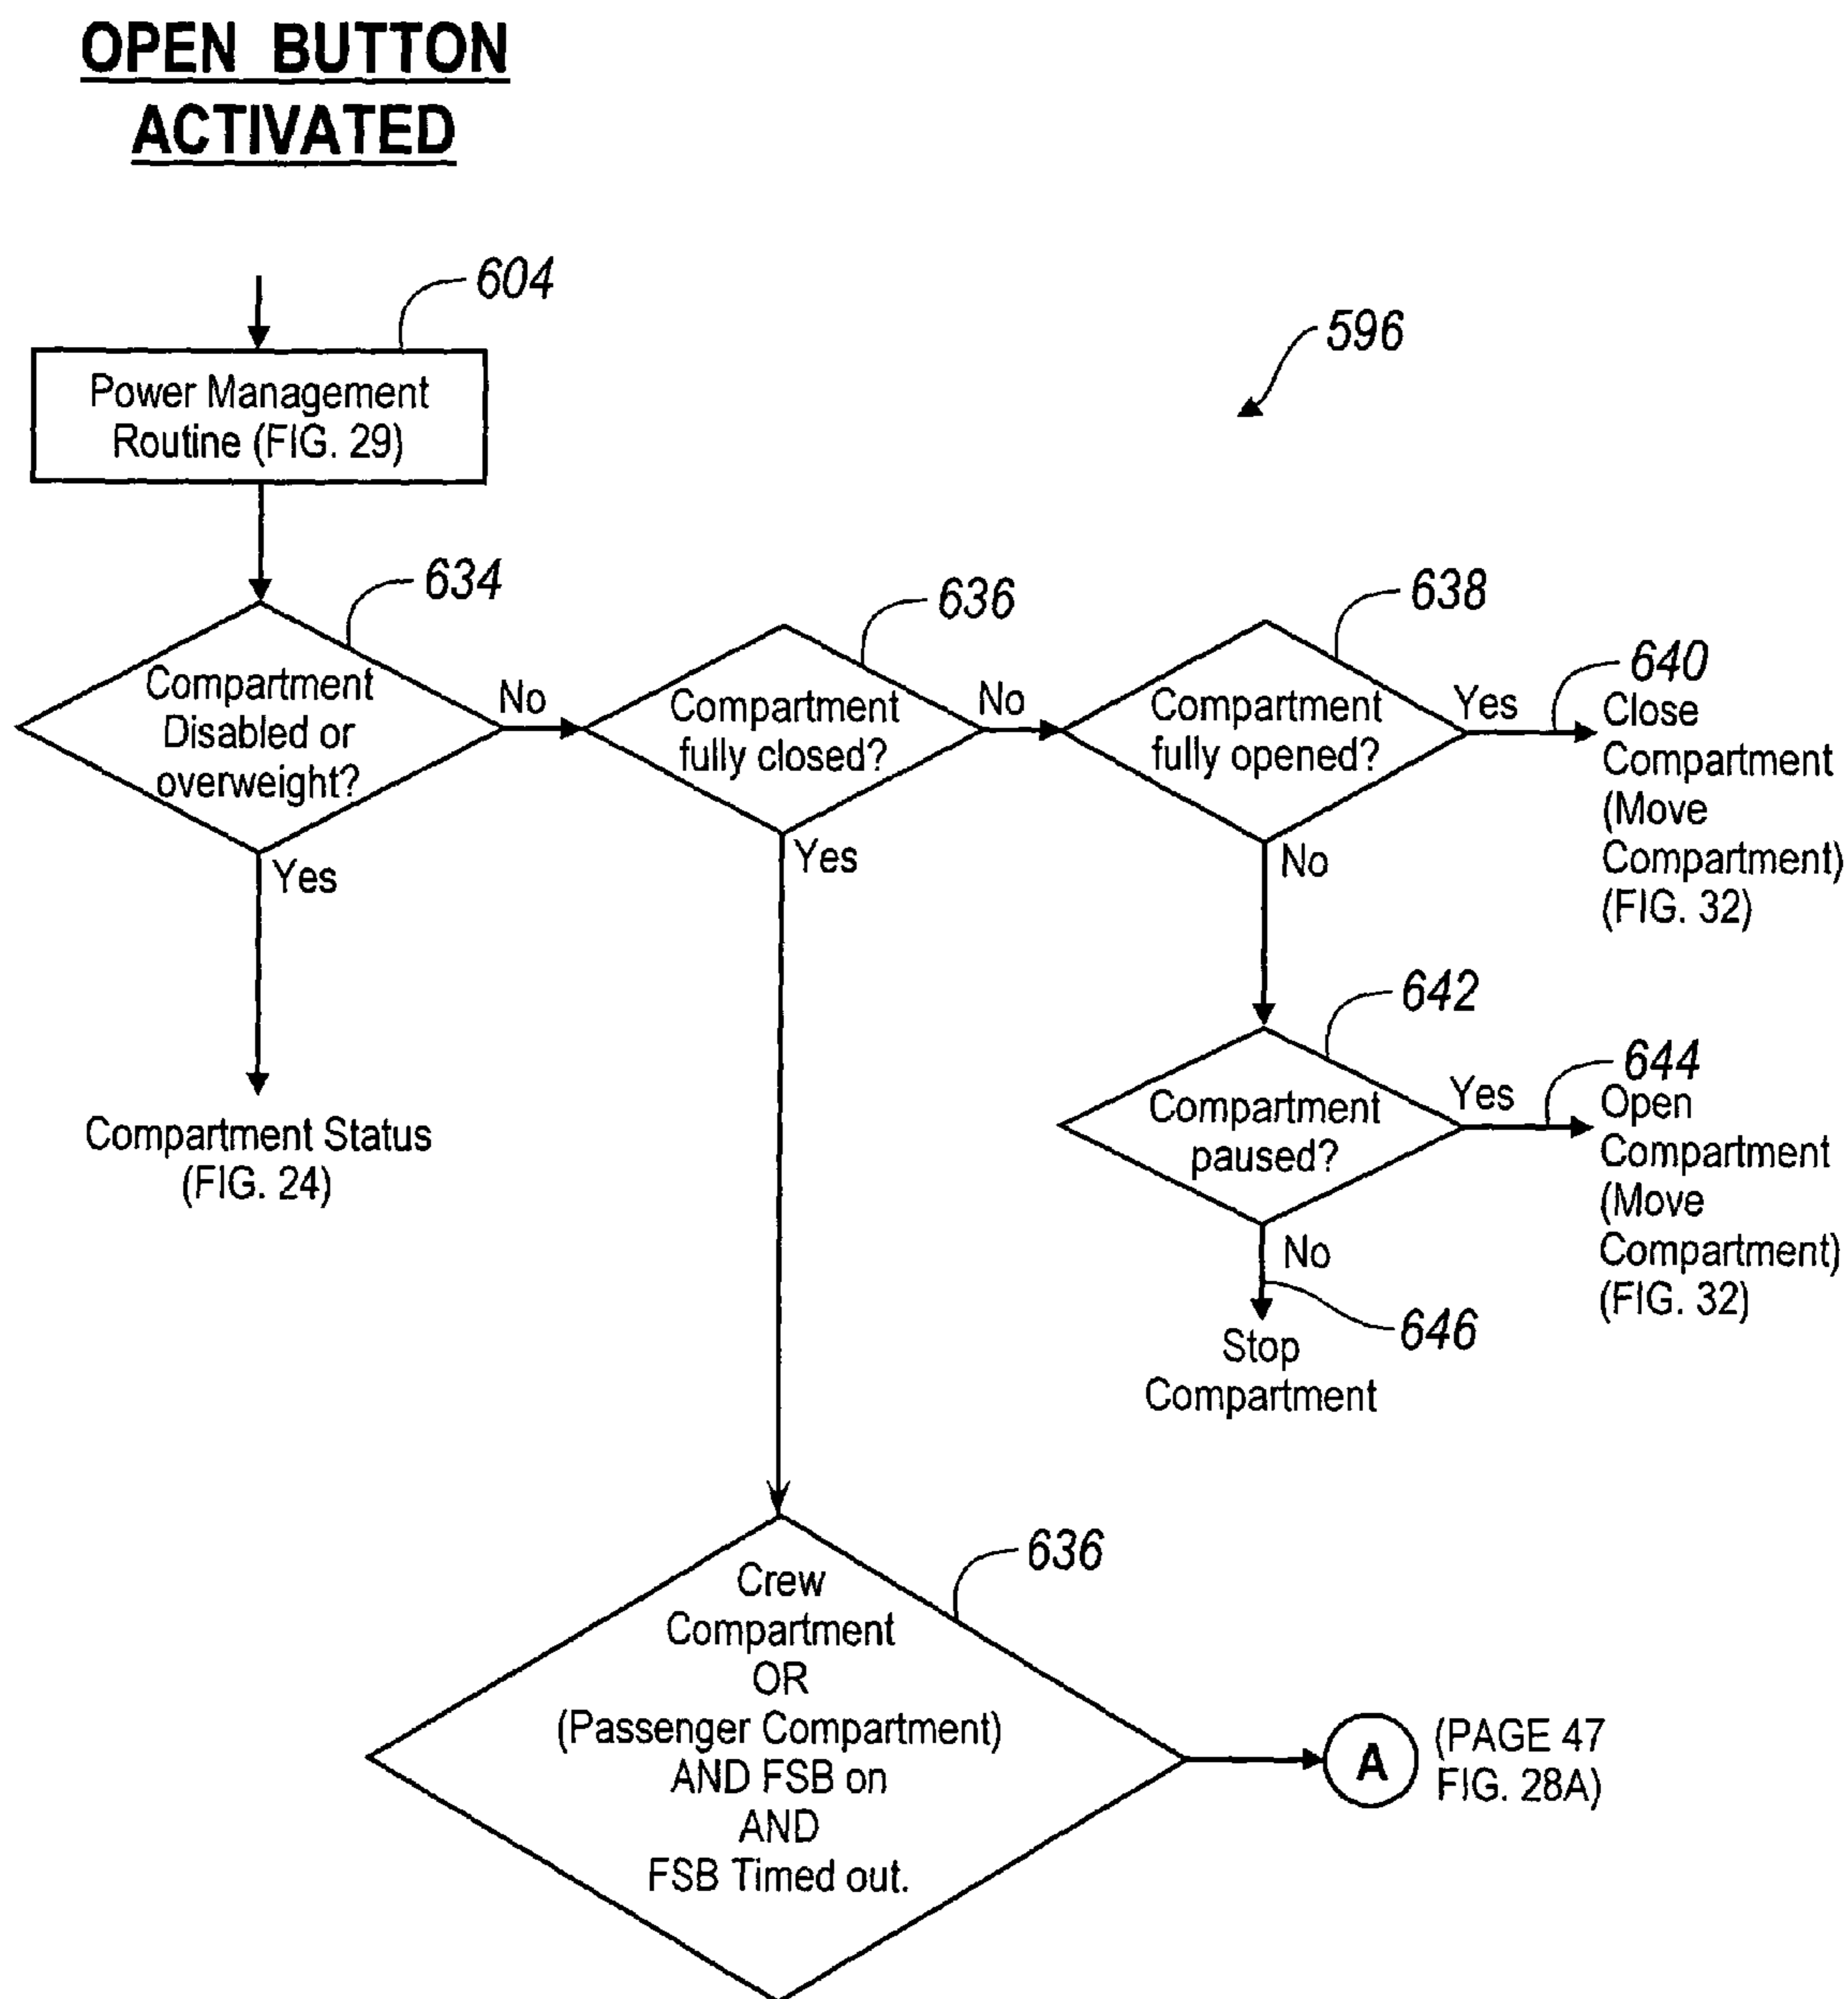 OPEN BUTTON
ACTIVATED
604
596
Power Management
Routine (FIG. 29)
634
636
638
640
Compartment
Disabled or
overweight?
No
Compartment
fully closed?
No
Compartment
fully opened?
Yes
Close
Compartment
(Move
Compartment)
(FIG. 32)
Yes
Yes
No
642
644
Compartment Status
(FIG. 24)
Compartment
paused?
Yes
Open
Compartment
(Move
Compartment)
(FIG. 32)
No
646
Stop
Compartment
636
Crew
Compartment
OR
(Passenger Compartment)
AND FSB on
AND
FSB Timed out.
A
(PAGE 47
FIG. 28A)